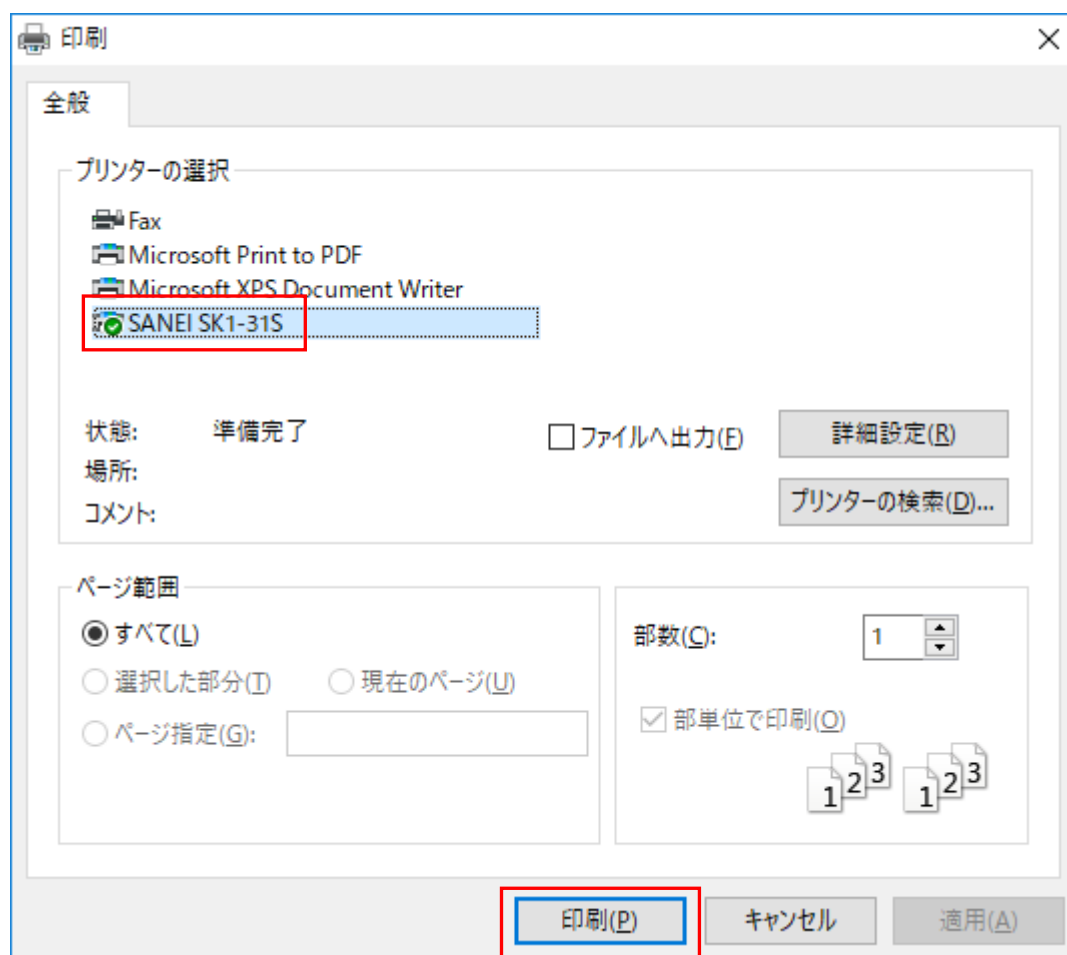 印刷
全般
プリンターの選択
Fax
Microsoft Print to PDF
Microsoft XPS Document Writer
SANEI SK1-31S
状態: 準備完了
ファイルへ出力(F)
詳細設定(R)
場所:
プリンターの検索(D)...
コメント:
ページ範囲
すべて(L)
選択した部分(T) 現在のページ(U)
ページ指定(G):
部数(C): 1
部単位で印刷(O)
1 2 3 1 2 3
印刷(P) キャンセル 適用(A)